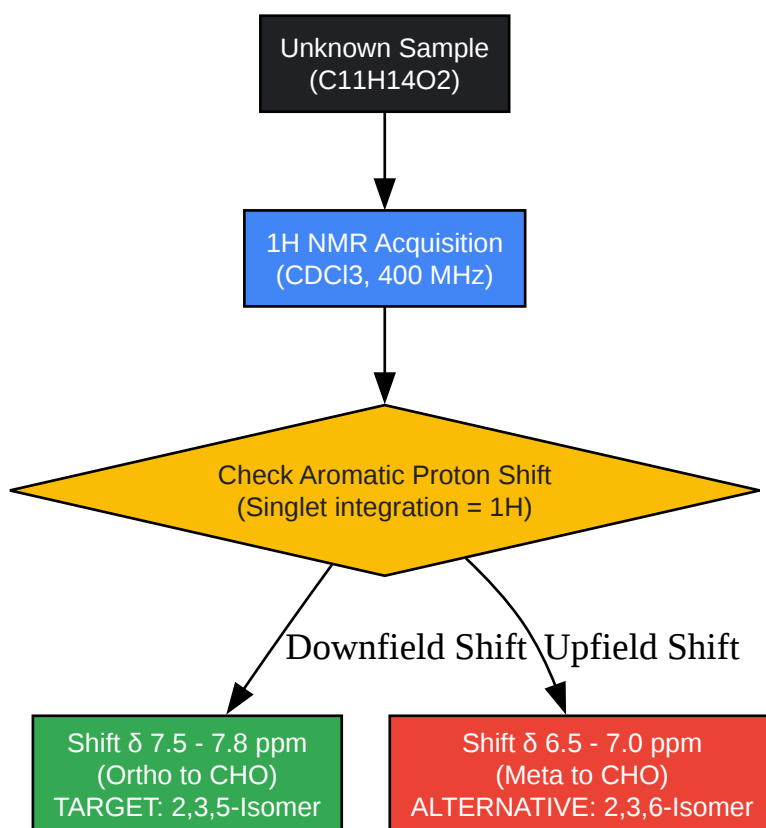 Unknown Sample
(C11H14O2)
1H NMR Acquisition
(CDCl3, 400 MHz)
Check Aromatic Proton Shift
(Singlet integration = 1H)
Downfield Shift
Upfield Shift
Shift δ 7.5 - 7.8 ppm
(Ortho to CHO)
TARGET: 2,3,5-Isomer
Shift δ 6.5 - 7.0 ppm
(Meta to CHO)
ALTERNATIVE: 2,3,6-Isomer